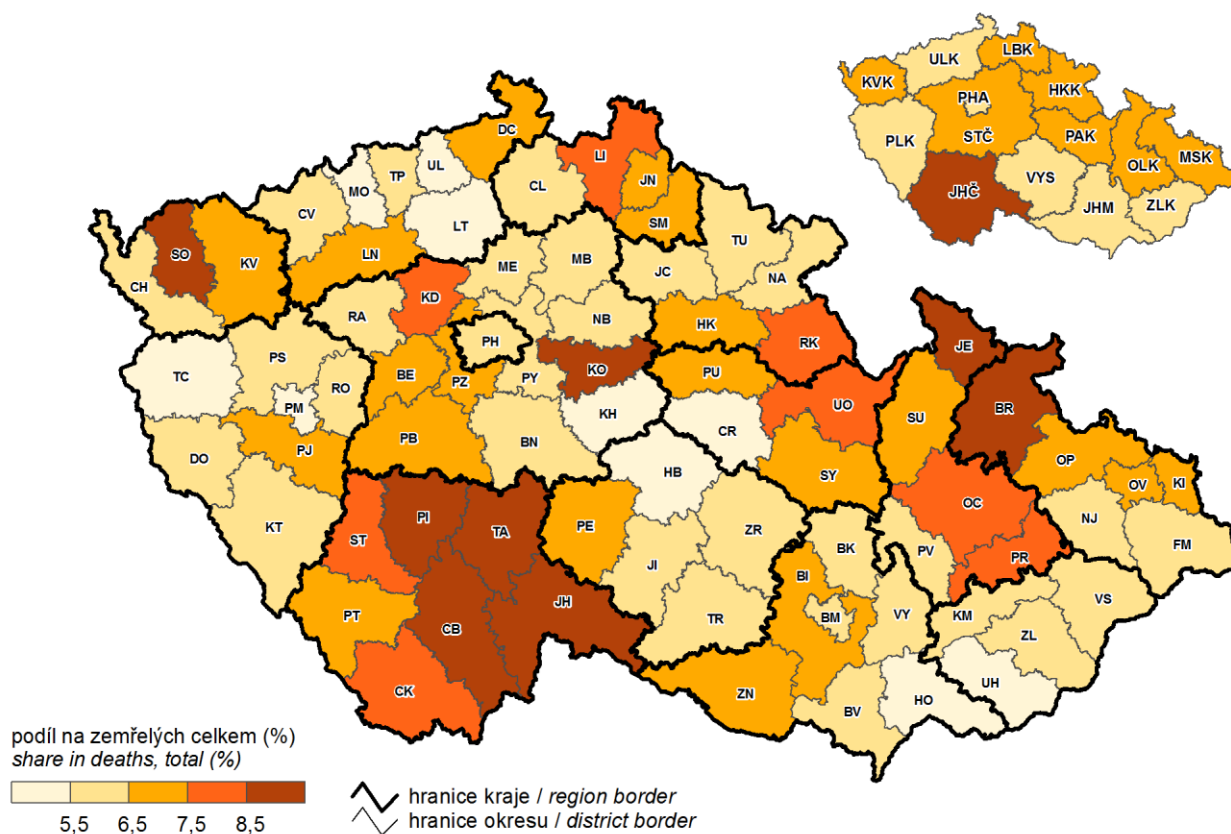 ULK
LBK
KVK
HKK
PHA
STČ
PLK
PAK
OLK
MSK
VYS
JHČ
JHM
ZLK
DC
UL
LI
TP
MO
CL
JN
CV
LT
SM
TU
SO
LN
KV
ME
MB
JC
NA
CH
KD
RA
NB
HK
PH
RK
JE
PS
KO
TC
BE
PZ
PY
PU
RO
PM
KH
UO
BR
SU
CR
PB
BN
PJ
DO
OP
HB
SY
OV
KI
OC
PI
KT
ST
TA
PE
ZR
NJ
FM
BK
PV
PR
JI
BI
JH
VS
PT
BM
KM
CB
TR
VY
ZL
UH
CK
ZN
HO
BV
podíl na zemřelých celkem (%)
share in deaths, total (%)
5,5 6,5 7,5 8,5
hranice kraje / region border
hranice okresu / district border